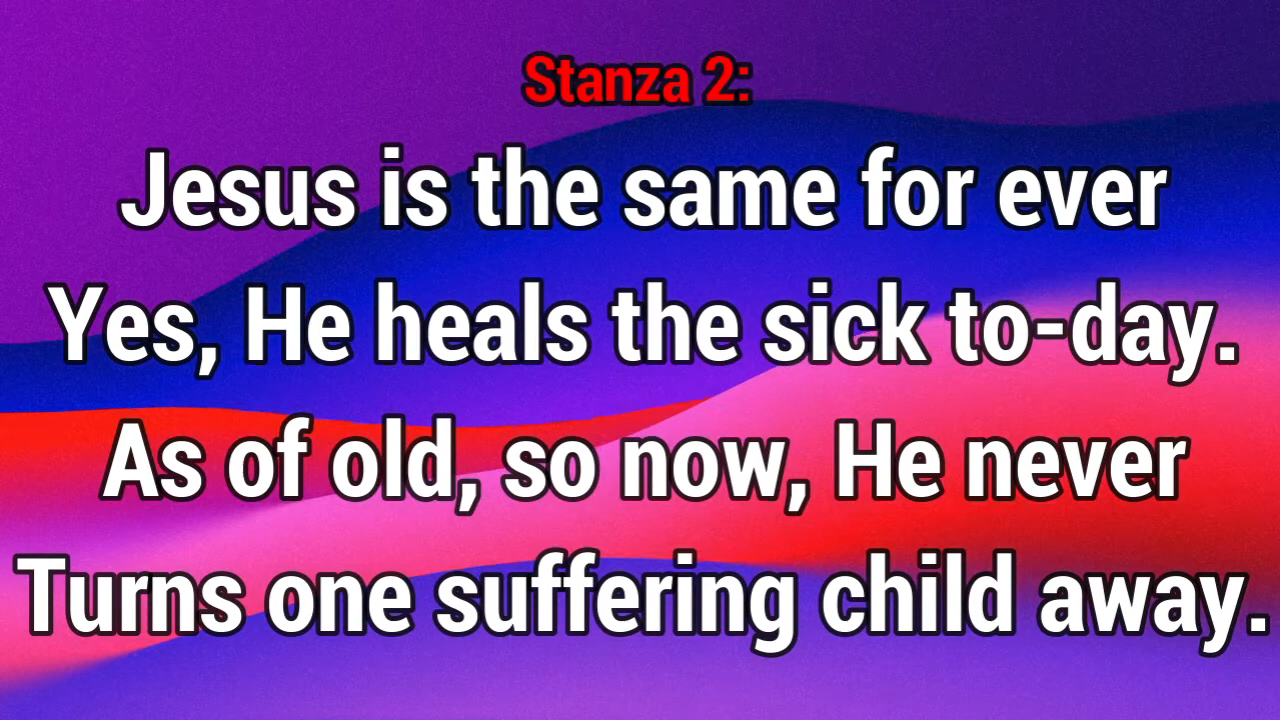 Stanza 2:
Jesus is the same for ever
Yes, He heals the sick to-day.
As of old, so now, He never
Turns one suffering child away.